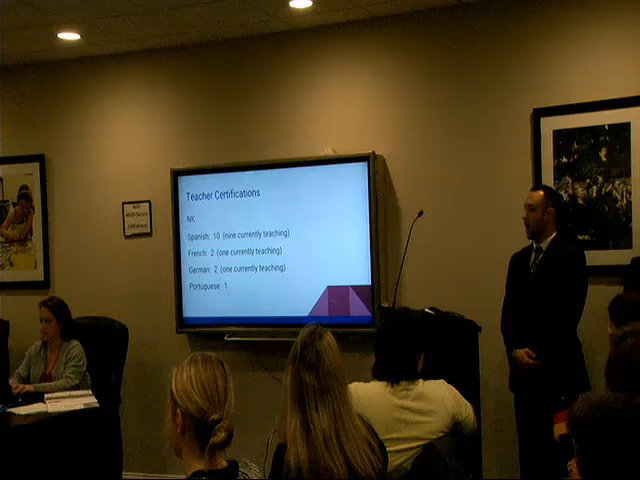 Teacher Certifications
NK
Spanish: 10 (nine currently teaching)
French: 2 (one currently teaching)
German: 2 (one currently teaching)
Portuguese: 1